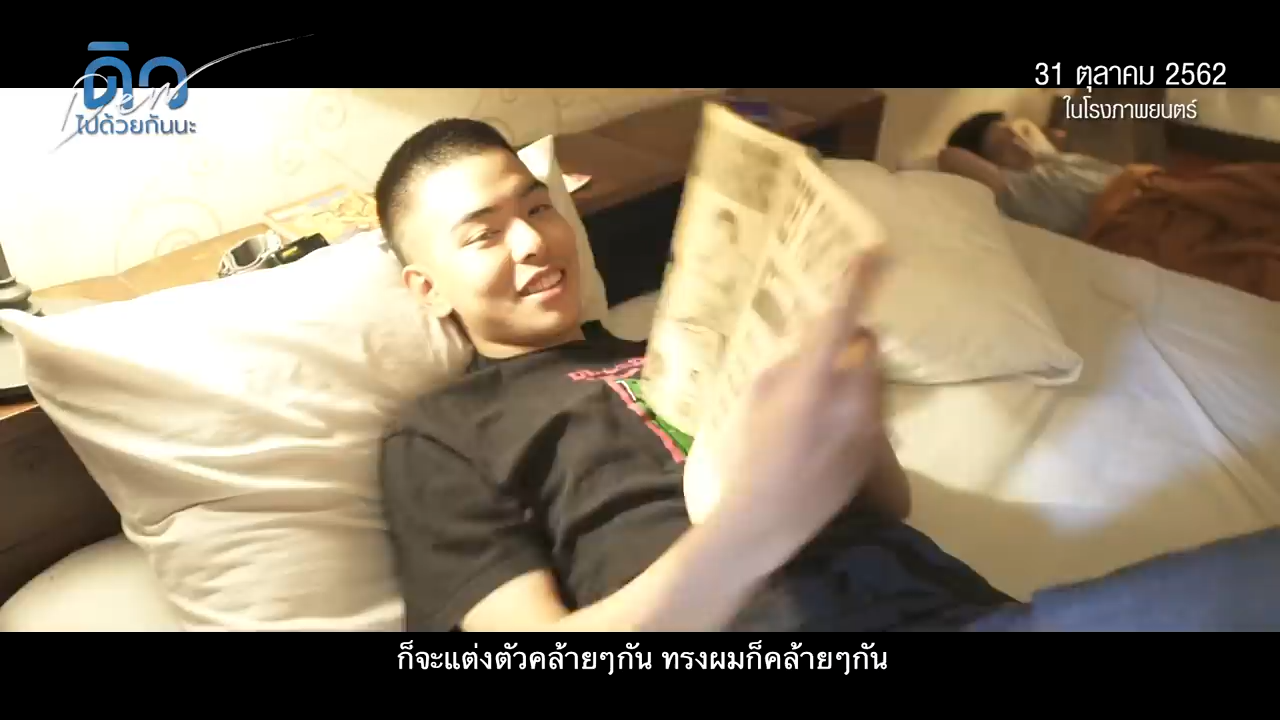 ดิว
Dew
ไปด้วยกันนะ
31 ตุลาคม 2562
ในโรงภาพยนตร์
ก็จะแต่งตัวคล้ายๆกัน ทรงผมก็คล้ายๆกัน